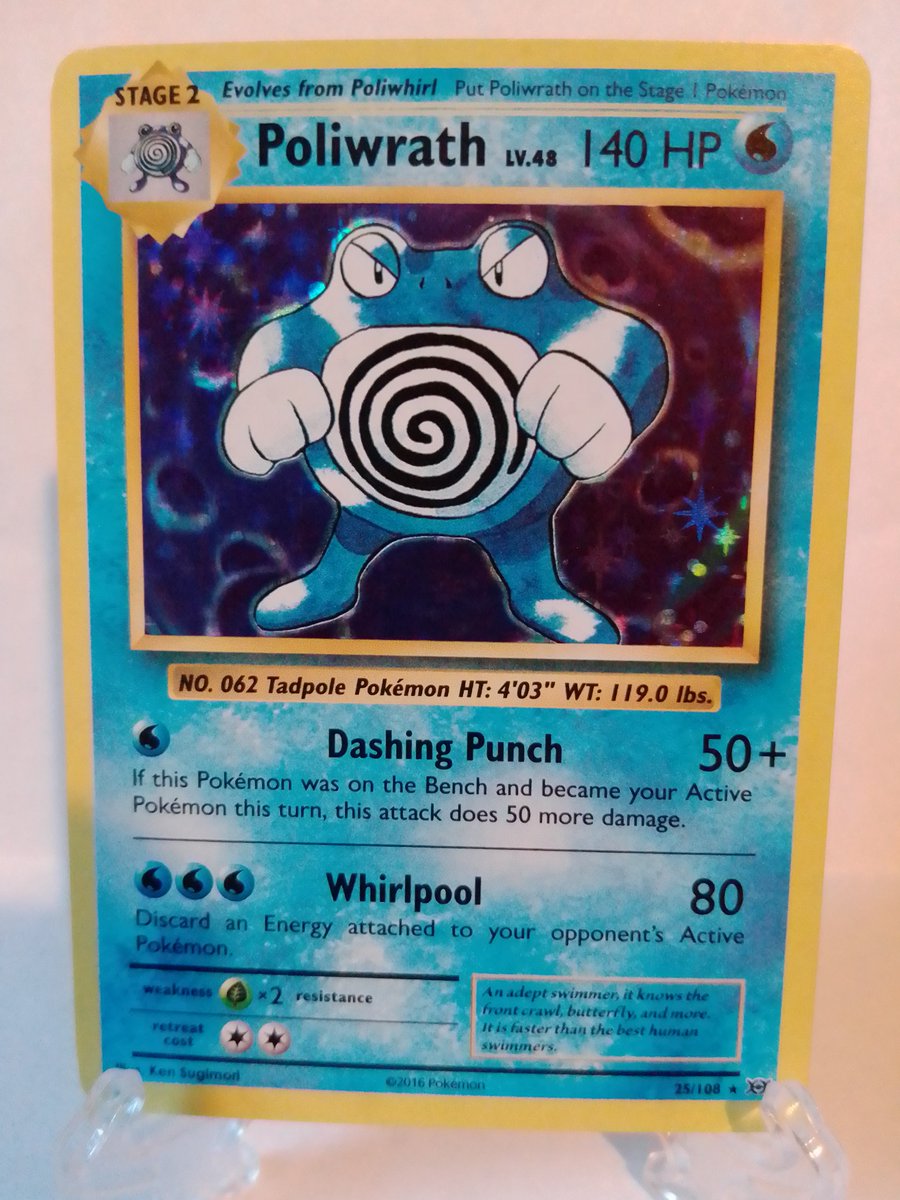 STAGE 2 Evolves from Poliwhirl Put Poliwrath on the Stage 1 Pokémon
Poliwrath LV.48 140 HP
NO. 062 Tadpole Pokémon HT: 4'03" WT: 119.0 lbs.
Dashing Punch 50+
If this Pokémon was on the Bench and became your Active
Pokémon this turn, this attack does 50 more damage.
Whirlpool 80
Discard an Energy attached to your opponent's Active
Pokémon.
weakness ×2 resistance
retreat
cost
An adept swimmer, it knows the
front crawl, butterfly, and more.
It is faster than the best human
swimmers.
Ken Sugimori ©2016 Pokémon 25/108